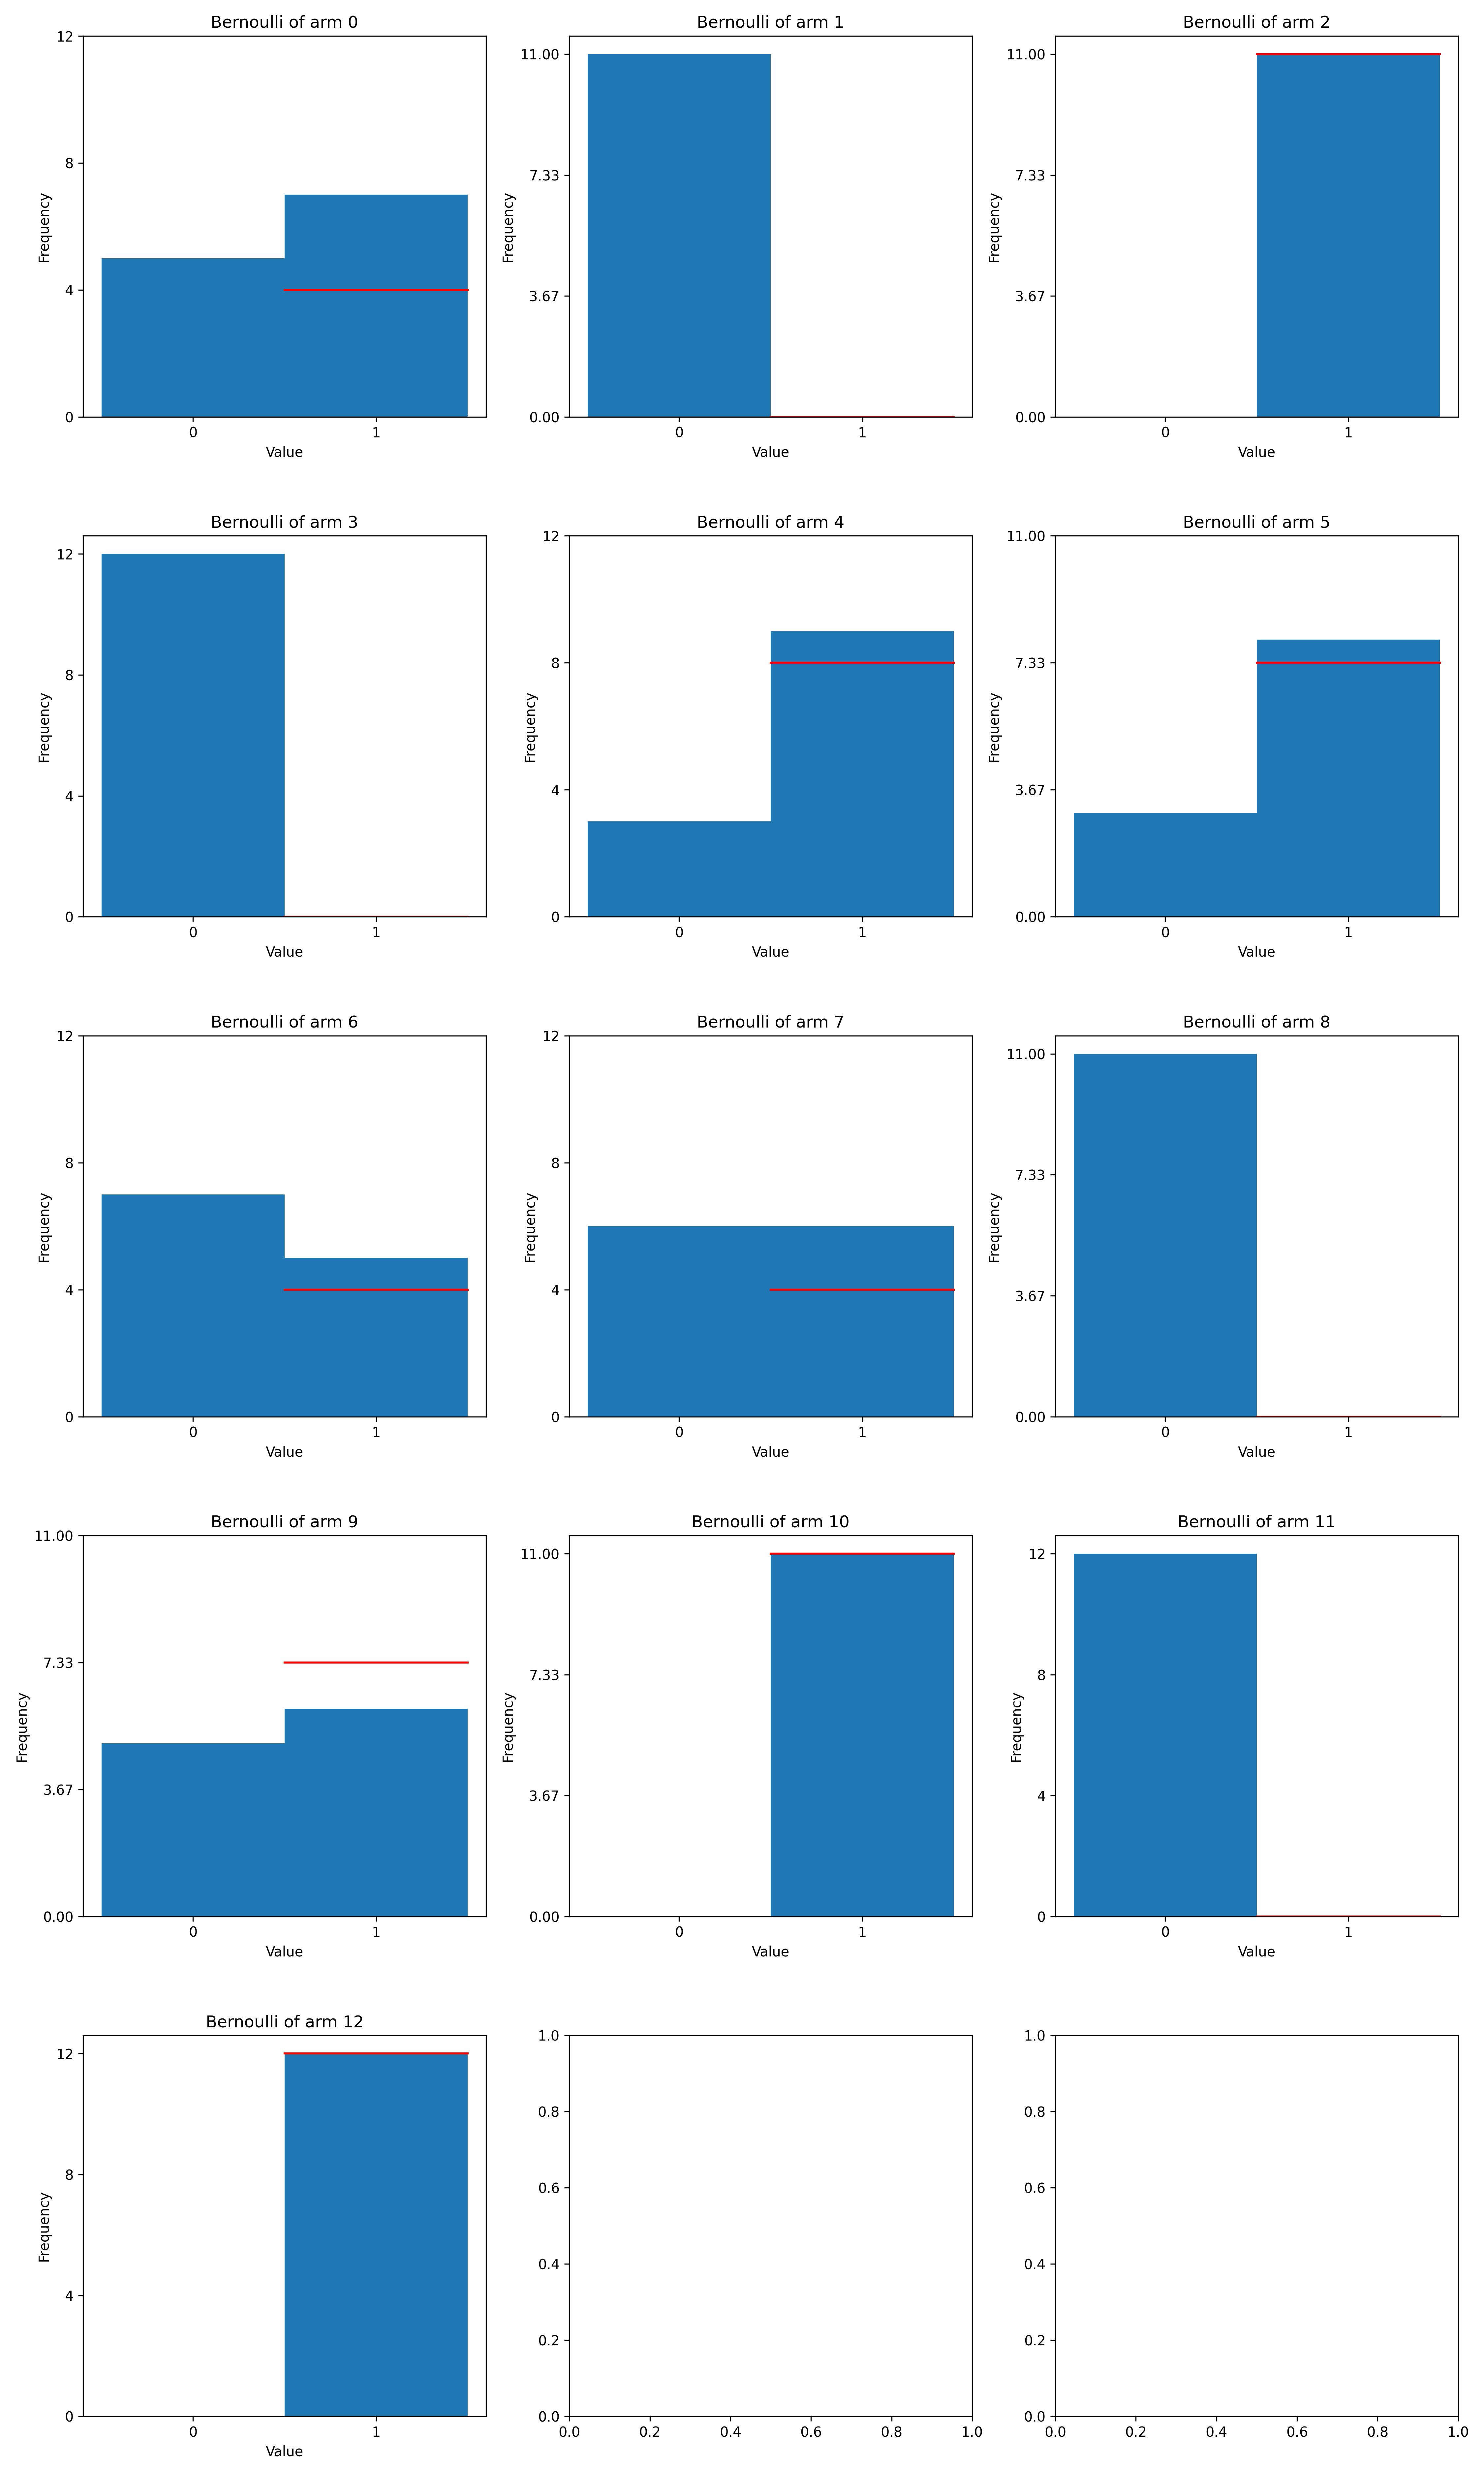 Bernoulli of arm 0
12
8
4
0
Frequency
0 1
Value
Bernoulli of arm 1
11.00
7.33
3.67
0.00
Frequency
0 1
Value
Bernoulli of arm 2
11.00
7.33
3.67
0.00
Frequency
0 1
Value
Bernoulli of arm 3
12
8
4
0
Frequency
0 1
Value
Bernoulli of arm 4
12
8
4
0
Frequency
0 1
Value
Bernoulli of arm 5
11.00
7.33
3.67
0.00
Frequency
0 1
Value
Bernoulli of arm 6
12
8
4
0
Frequency
0 1
Value
Bernoulli of arm 7
12
8
4
0
Frequency
0 1
Value
Bernoulli of arm 8
11.00
7.33
3.67
0.00
Frequency
0 1
Value
Bernoulli of arm 9
11.00
7.33
3.67
0.00
Frequency
0 1
Value
Bernoulli of arm 10
11.00
7.33
3.67
0.00
Frequency
0 1
Value
Bernoulli of arm 11
12
8
4
0
Frequency
0 1
Value
Bernoulli of arm 12
12
8
4
0
Frequency
0 1
Value
1.0
0.8
0.6
0.4
0.2
0.0
0.0 0.2 0.4 0.6 0.8 1.0
1.0
0.8
0.6
0.4
0.2
0.0
0.0 0.2 0.4 0.6 0.8 1.0